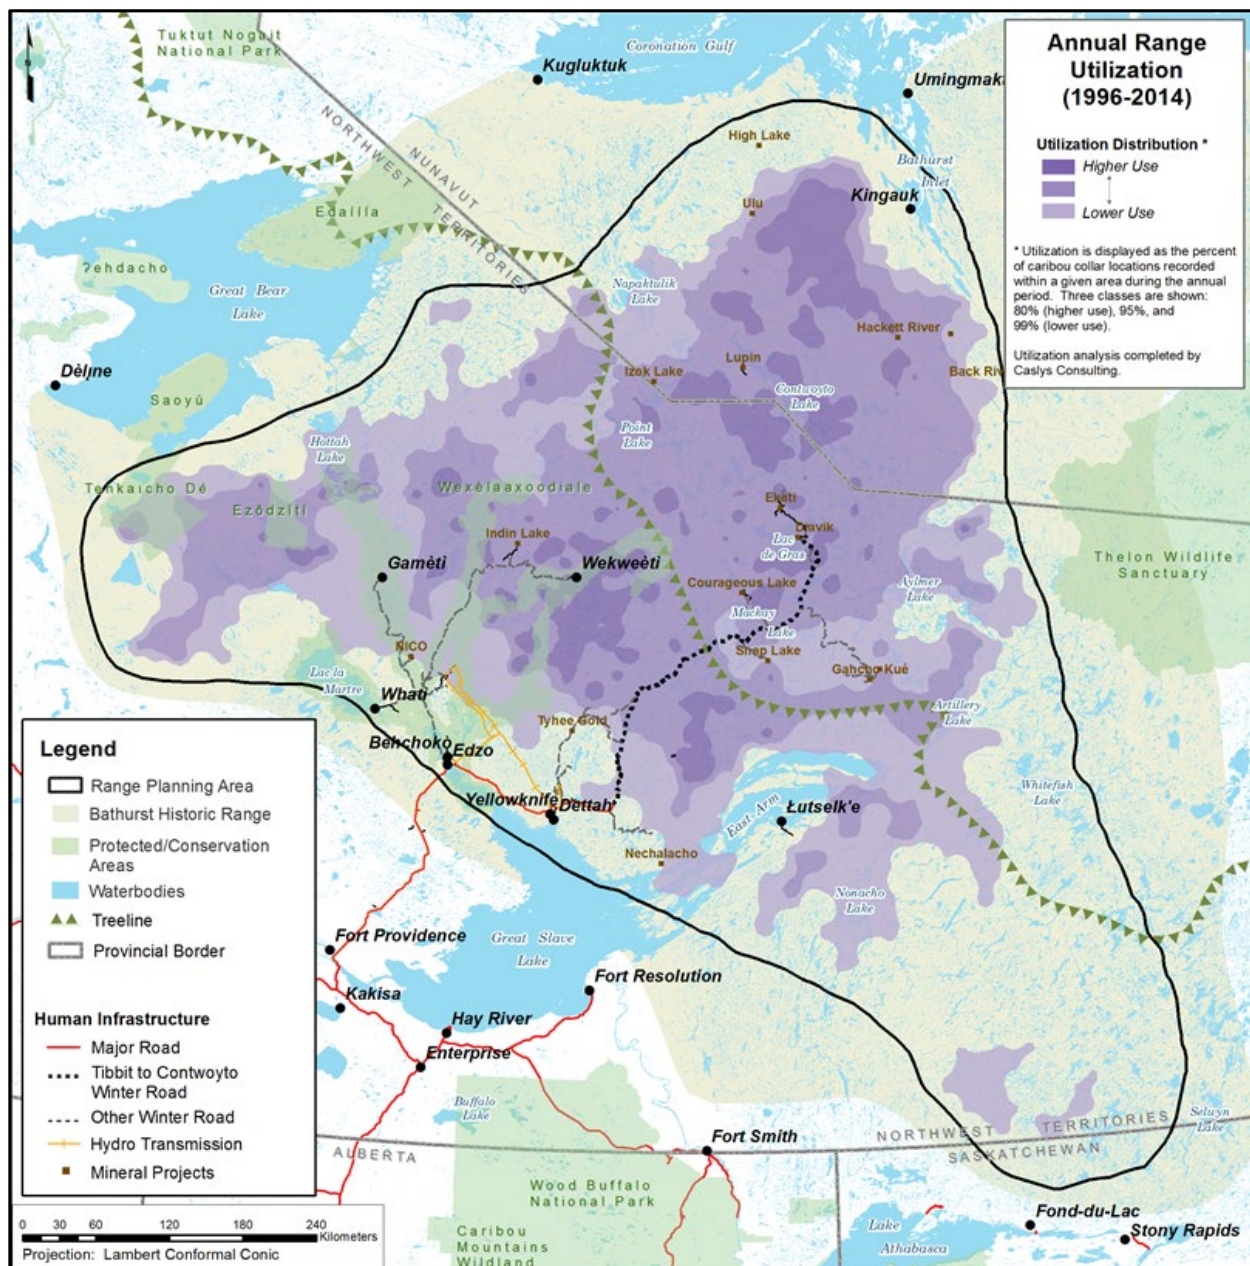 Annual Range
Utilization
(1996-2014)
Utilization Distribution *
Higher Use
Lower Use
* Utilization is displayed as the percent
of caribou collar locations recorded
within a given area during the annual
period. Three classes are shown:
80% (higher use), 95%, and
99% (lower use).
Utilization analysis completed by
Caslys Consulting.
Tuktut Nogait
National Park
Coronation Gulf
Kugluktuk
Umingmakt
NORTHWEST TERRITORIES
NUNAVUT
High Lake
Bathurst
Inlet
Kingauk
Ulu
Edaíila
Ɂehdacho
Great Bear
Lake
Napaktulik
Lake
Hackett River
Back Riv
Lupin
Izok Lake
Contwoyto
Lake
Dèlı̨ne
Saoyú
Hottah
Lake
Point
Lake
Tenkaicho Dé
Ezôdzìtì
Wexèlaaxoodiale
Ekati
Diavik
Lac
de Gras
Indin Lake
Gamètì
Wekweètì
Courageous Lake
Mackay
Lake
Aylmer
Lake
Thelon Wildlife
Sanctuary
NICO
Snap Lake
Gahcho Kué
Lac la
Martre
Whatì
Artillery
Lake
Tyhee Gold
Behchokò
Edzo
Yellowknife
Dettah
East Arm
Łutselk'e
Whitefish
Lake
Nechalacho
Nonacho
Lake
Great Slave
Lake
Fort Providence
Fort Resolution
Kakisa
Hay River
Enterprise
Buffalo
Lake
Fort Smith
NORTHWEST TERRITORIES
SASKATCHEWAN
ALBERTA
Selwyn
Lake
Wood Buffalo
National Park
Caribou
Mountains
Wildland
Lake
Athabasca
Fond-du-Lac
Stony Rapids
Legend
Range Planning Area
Bathurst Historic Range
Protected/Conservation
Areas
Waterbodies
Treeline
Provincial Border
Human Infrastructure
Major Road
Tibbit to Contwoyto
Winter Road
Other Winter Road
Hydro Transmission
Mineral Projects
0 30 60 120 180 240
Kilometers
Projection: Lambert Conformal Conic